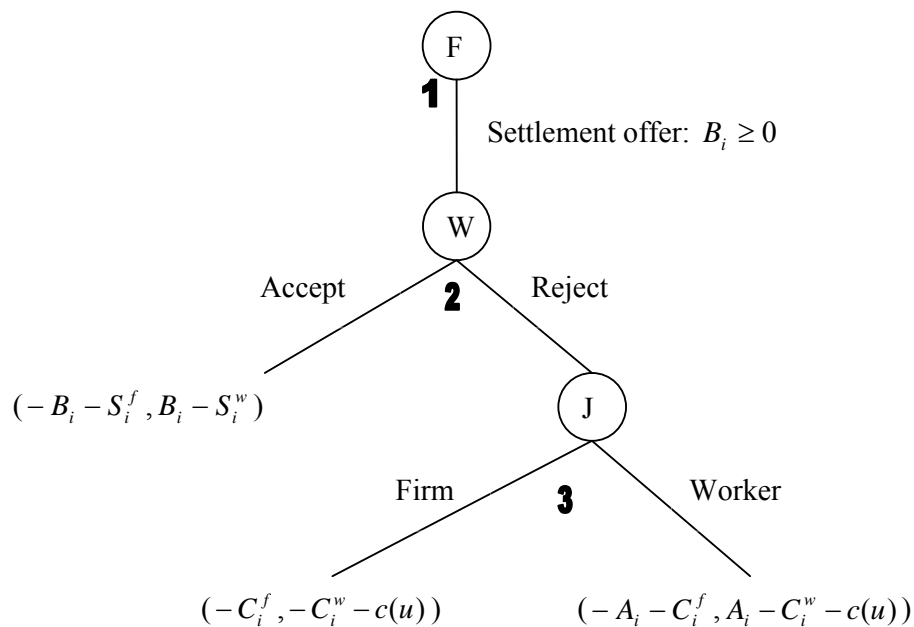 F
1
Settlement offer: $B_i \geq 0$
W
Accept
2
Reject
$(-B_i - S_i^f, B_i - S_i^w)$
J
Firm
3
Worker
$(-C_i^f, -C_i^w - c(u))$ $(-A_i - C_i^f, A_i - C_i^w - c(u))$